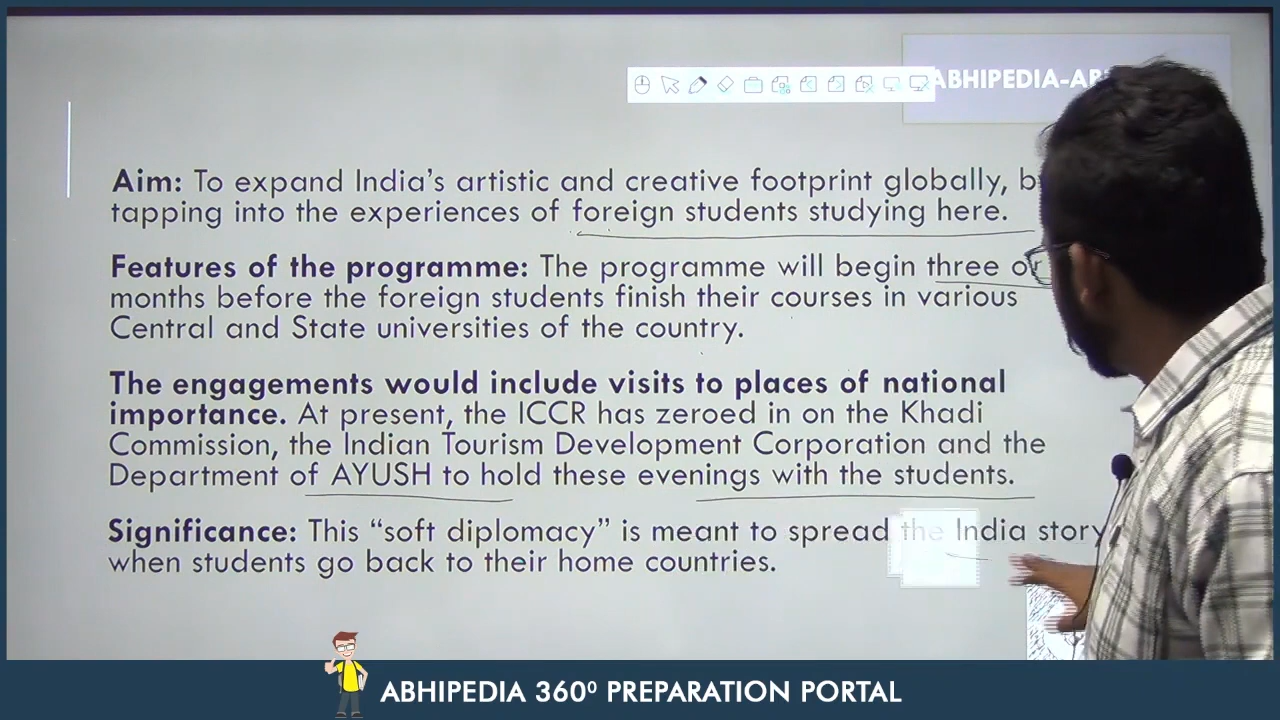 ABHIPEDIA-AB
Aim: To expand India's artistic and creative footprint globally, b
tapping into the experiences of foreign students studying here.
Features of the programme: The programme will begin three or
months before the foreign students finish their courses in various
Central and State universities of the country.
The engagements would include visits to places of national
importance. At present, the ICCR has zeroed in on the Khadi
Commission, the Indian Tourism Development Corporation and the
Department of AYUSH to hold these evenings with the students.
Significance: This “soft diplomacy” is meant to spread the India story
when students go back to their home countries.
ABHIPEDIA 360⁰ PREPARATION PORTAL